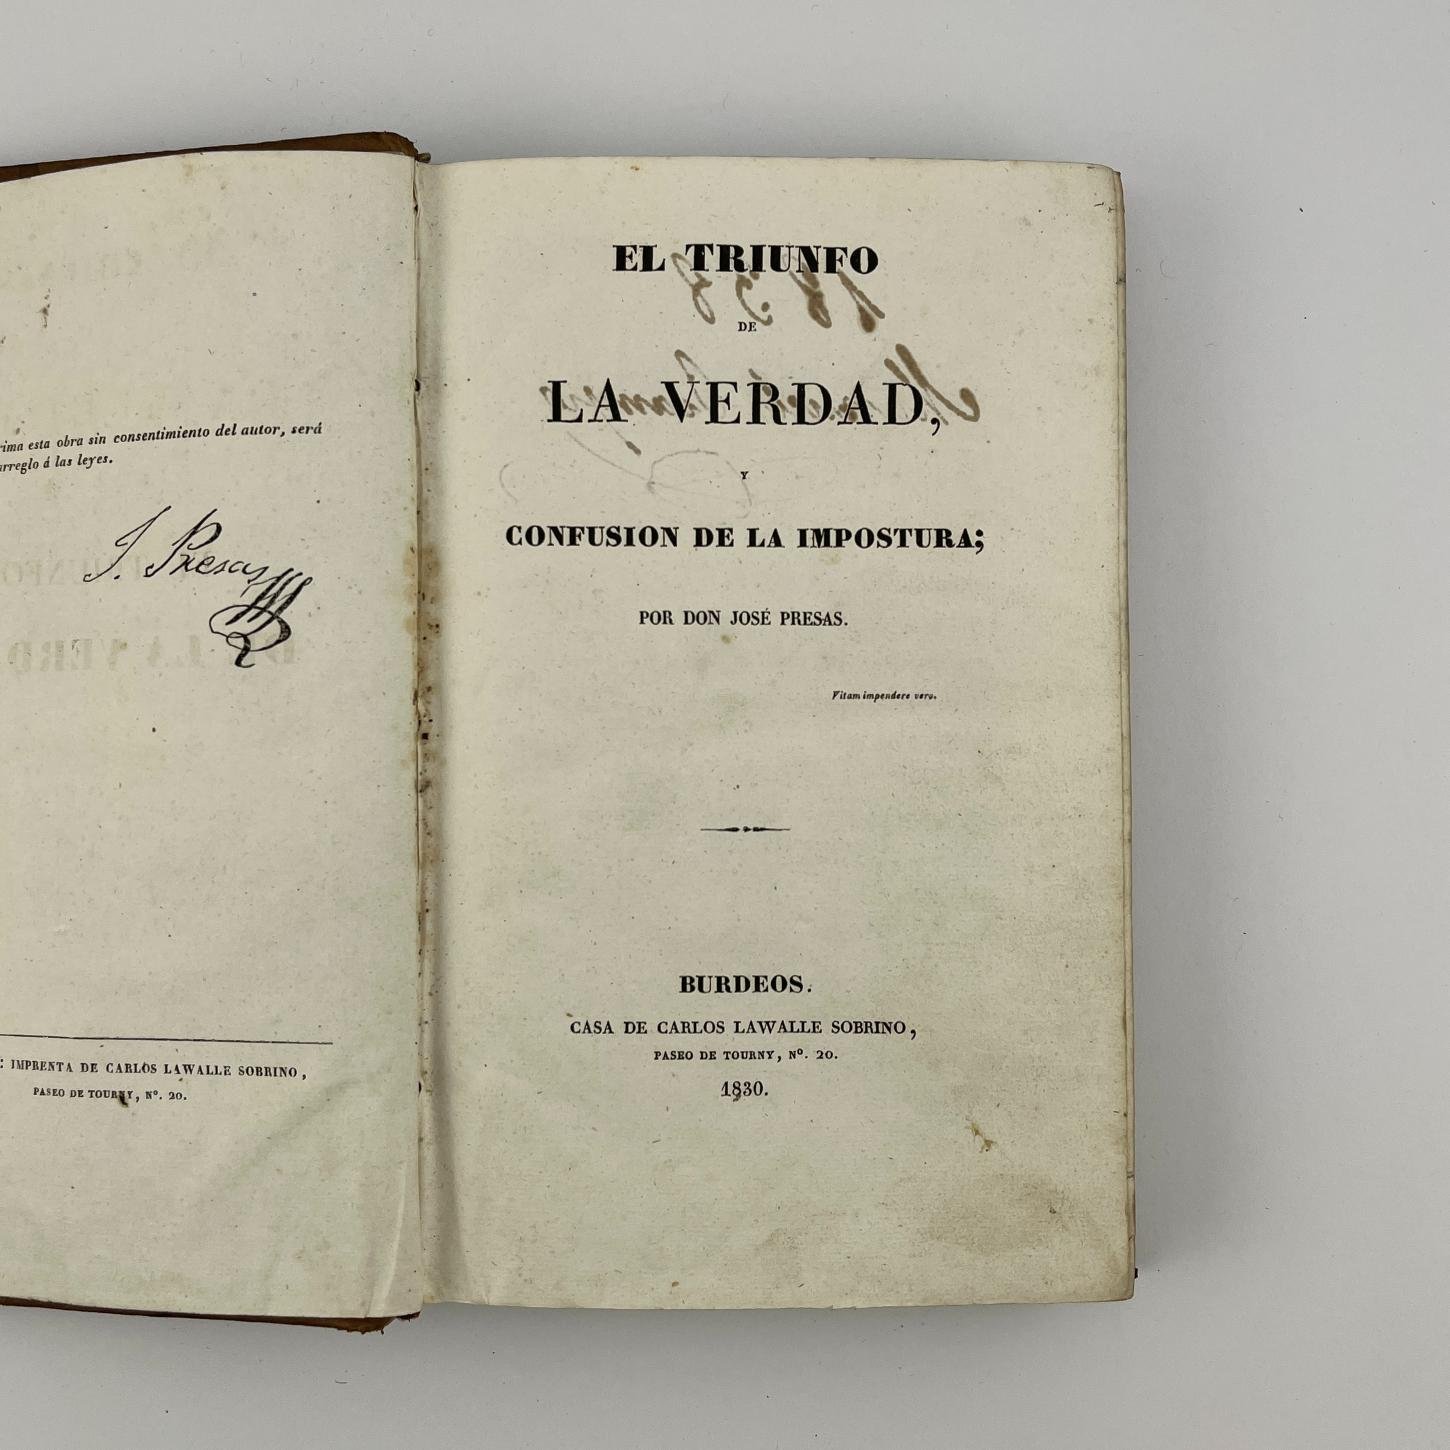 rima esta obra sin consentimiento del autor, será
arreglo á las leyes.
J. Presas
: IMPRENTA DE CARLOS LAWALLE SOBRINO,
PASEO DE TOURNY, Nº. 20.
EL TRIUNFO
DE
LA VERDAD,
Y
CONFUSION DE LA IMPOSTURA;
POR DON JOSÉ PRESAS.
Vitam impendere vero.
BURDEOS.
CASA DE CARLOS LAWALLE SOBRINO,
PASEO DE TOURNY, Nº. 20.
1830.